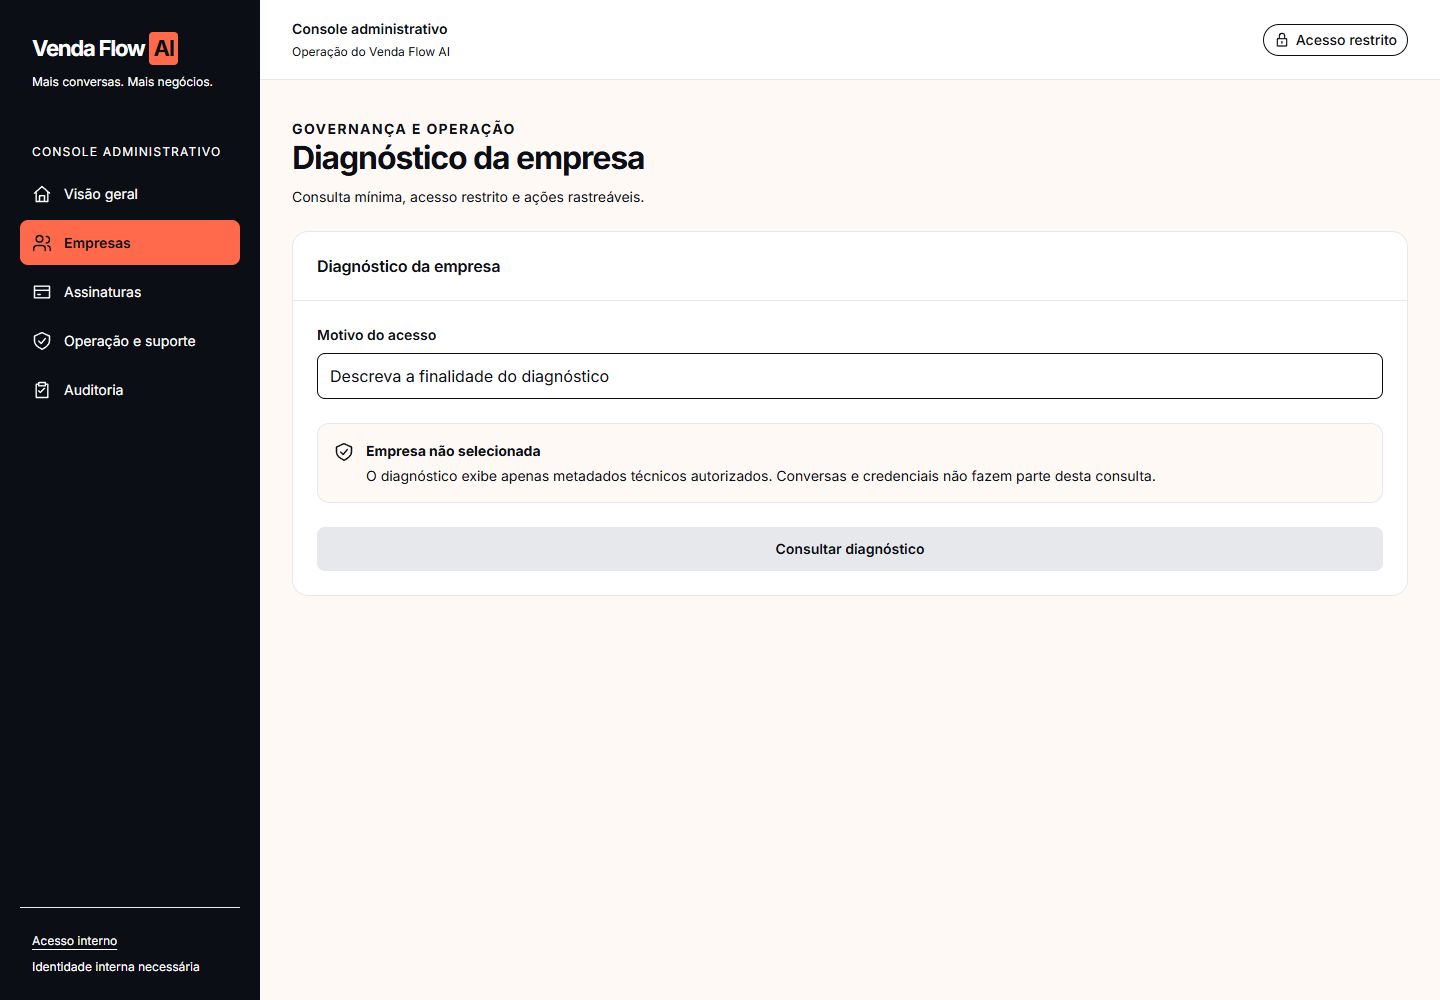 Venda Flow AI
Mais conversas. Mais negócios.
CONSOLE ADMINISTRATIVO
Visão geral
Empresas
Assinaturas
Operação e suporte
Auditoria
Acesso interno
Identidade interna necessária
Console administrativo
Operação do Venda Flow AI
Acesso restrito
GOVERNANÇA E OPERAÇÃO
Diagnóstico da empresa
Consulta mínima, acesso restrito e ações rastreáveis.
Diagnóstico da empresa
Motivo do acesso
Descreva a finalidade do diagnóstico
Empresa não selecionada
O diagnóstico exibe apenas metadados técnicos autorizados. Conversas e credenciais não fazem parte desta consulta.
Consultar diagnóstico